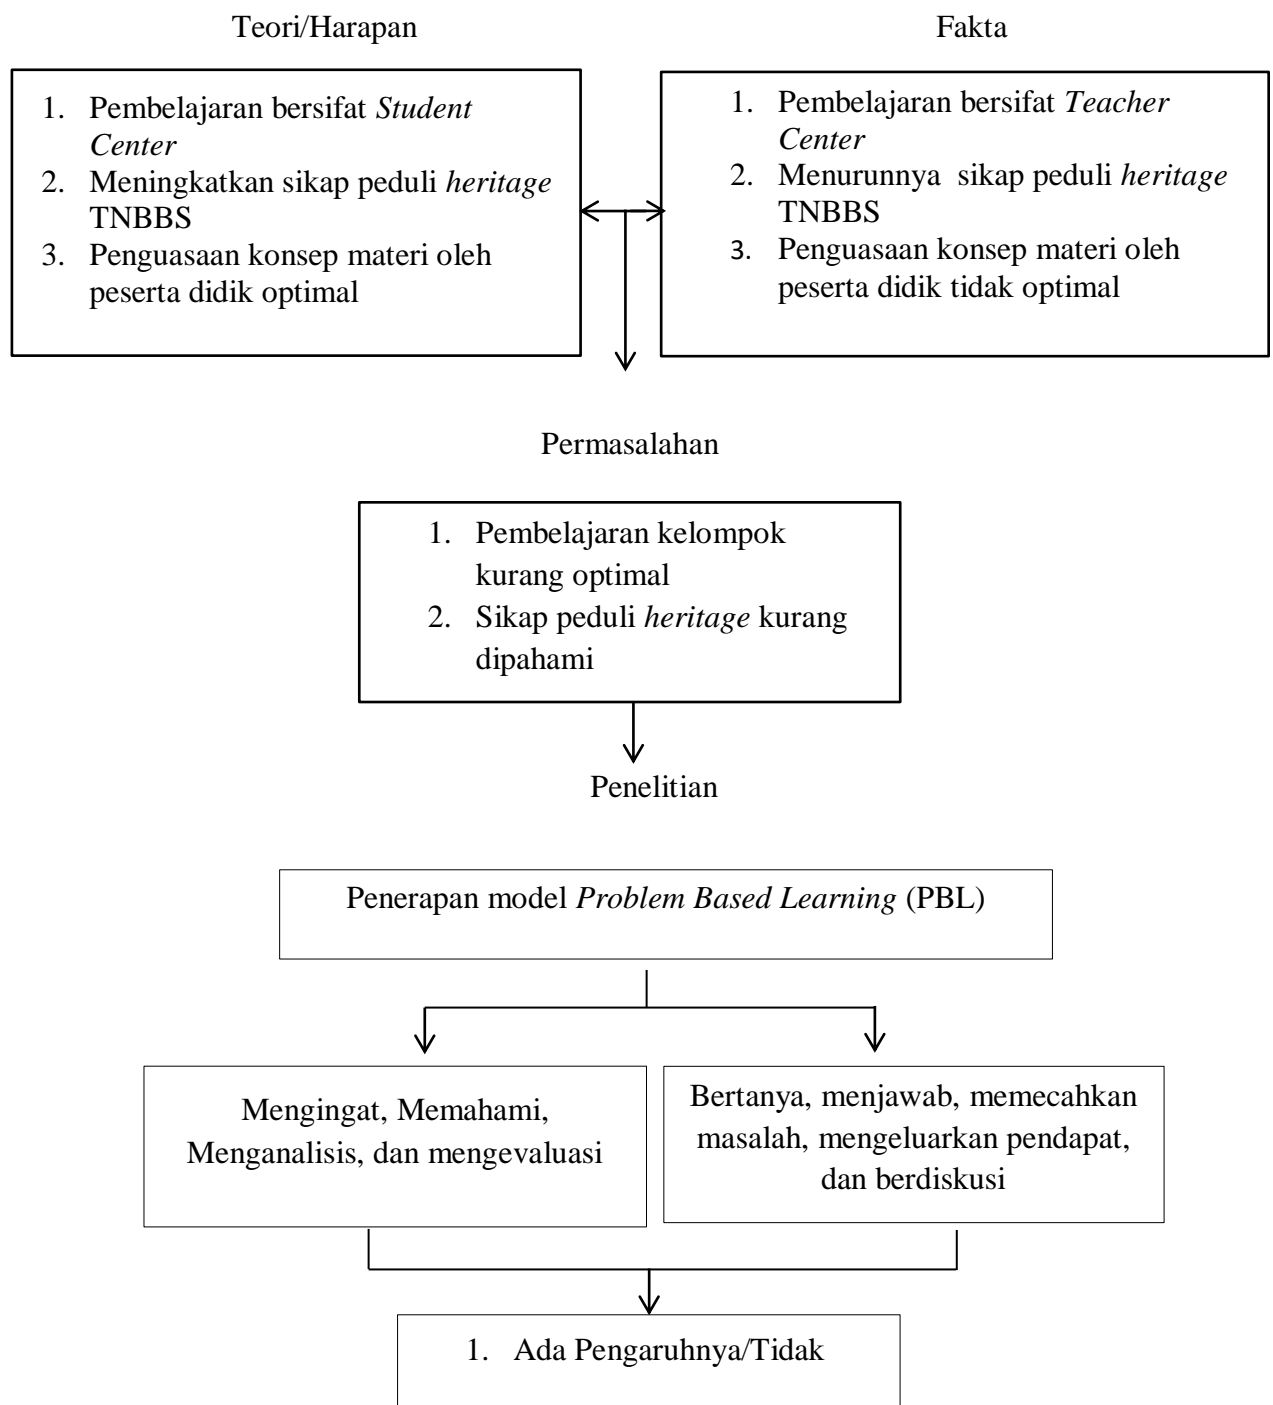 Teori/Harapan
Fakta
1. Pembelajaran bersifat Student
Center
2. Meningkatkan sikap peduli heritage
TNBBS
3. Penguasaan konsep materi oleh
peserta didik optimal
1. Pembelajaran bersifat Teacher
Center
2. Menurunnya sikap peduli heritage
TNBBS
3. Penguasaan konsep materi oleh
peserta didik tidak optimal
Permasalahan
1. Pembelajaran kelompok
kurang optimal
2. Sikap peduli heritage kurang
dipahami
Penelitian
Penerapan model Problem Based Learning (PBL)
Mengingat, Memahami,
Menganalisis, dan mengevaluasi
Bertanya, menjawab, memecahkan
masalah, mengeluarkan pendapat,
dan berdiskusi
1. Ada Pengaruhnya/Tidak